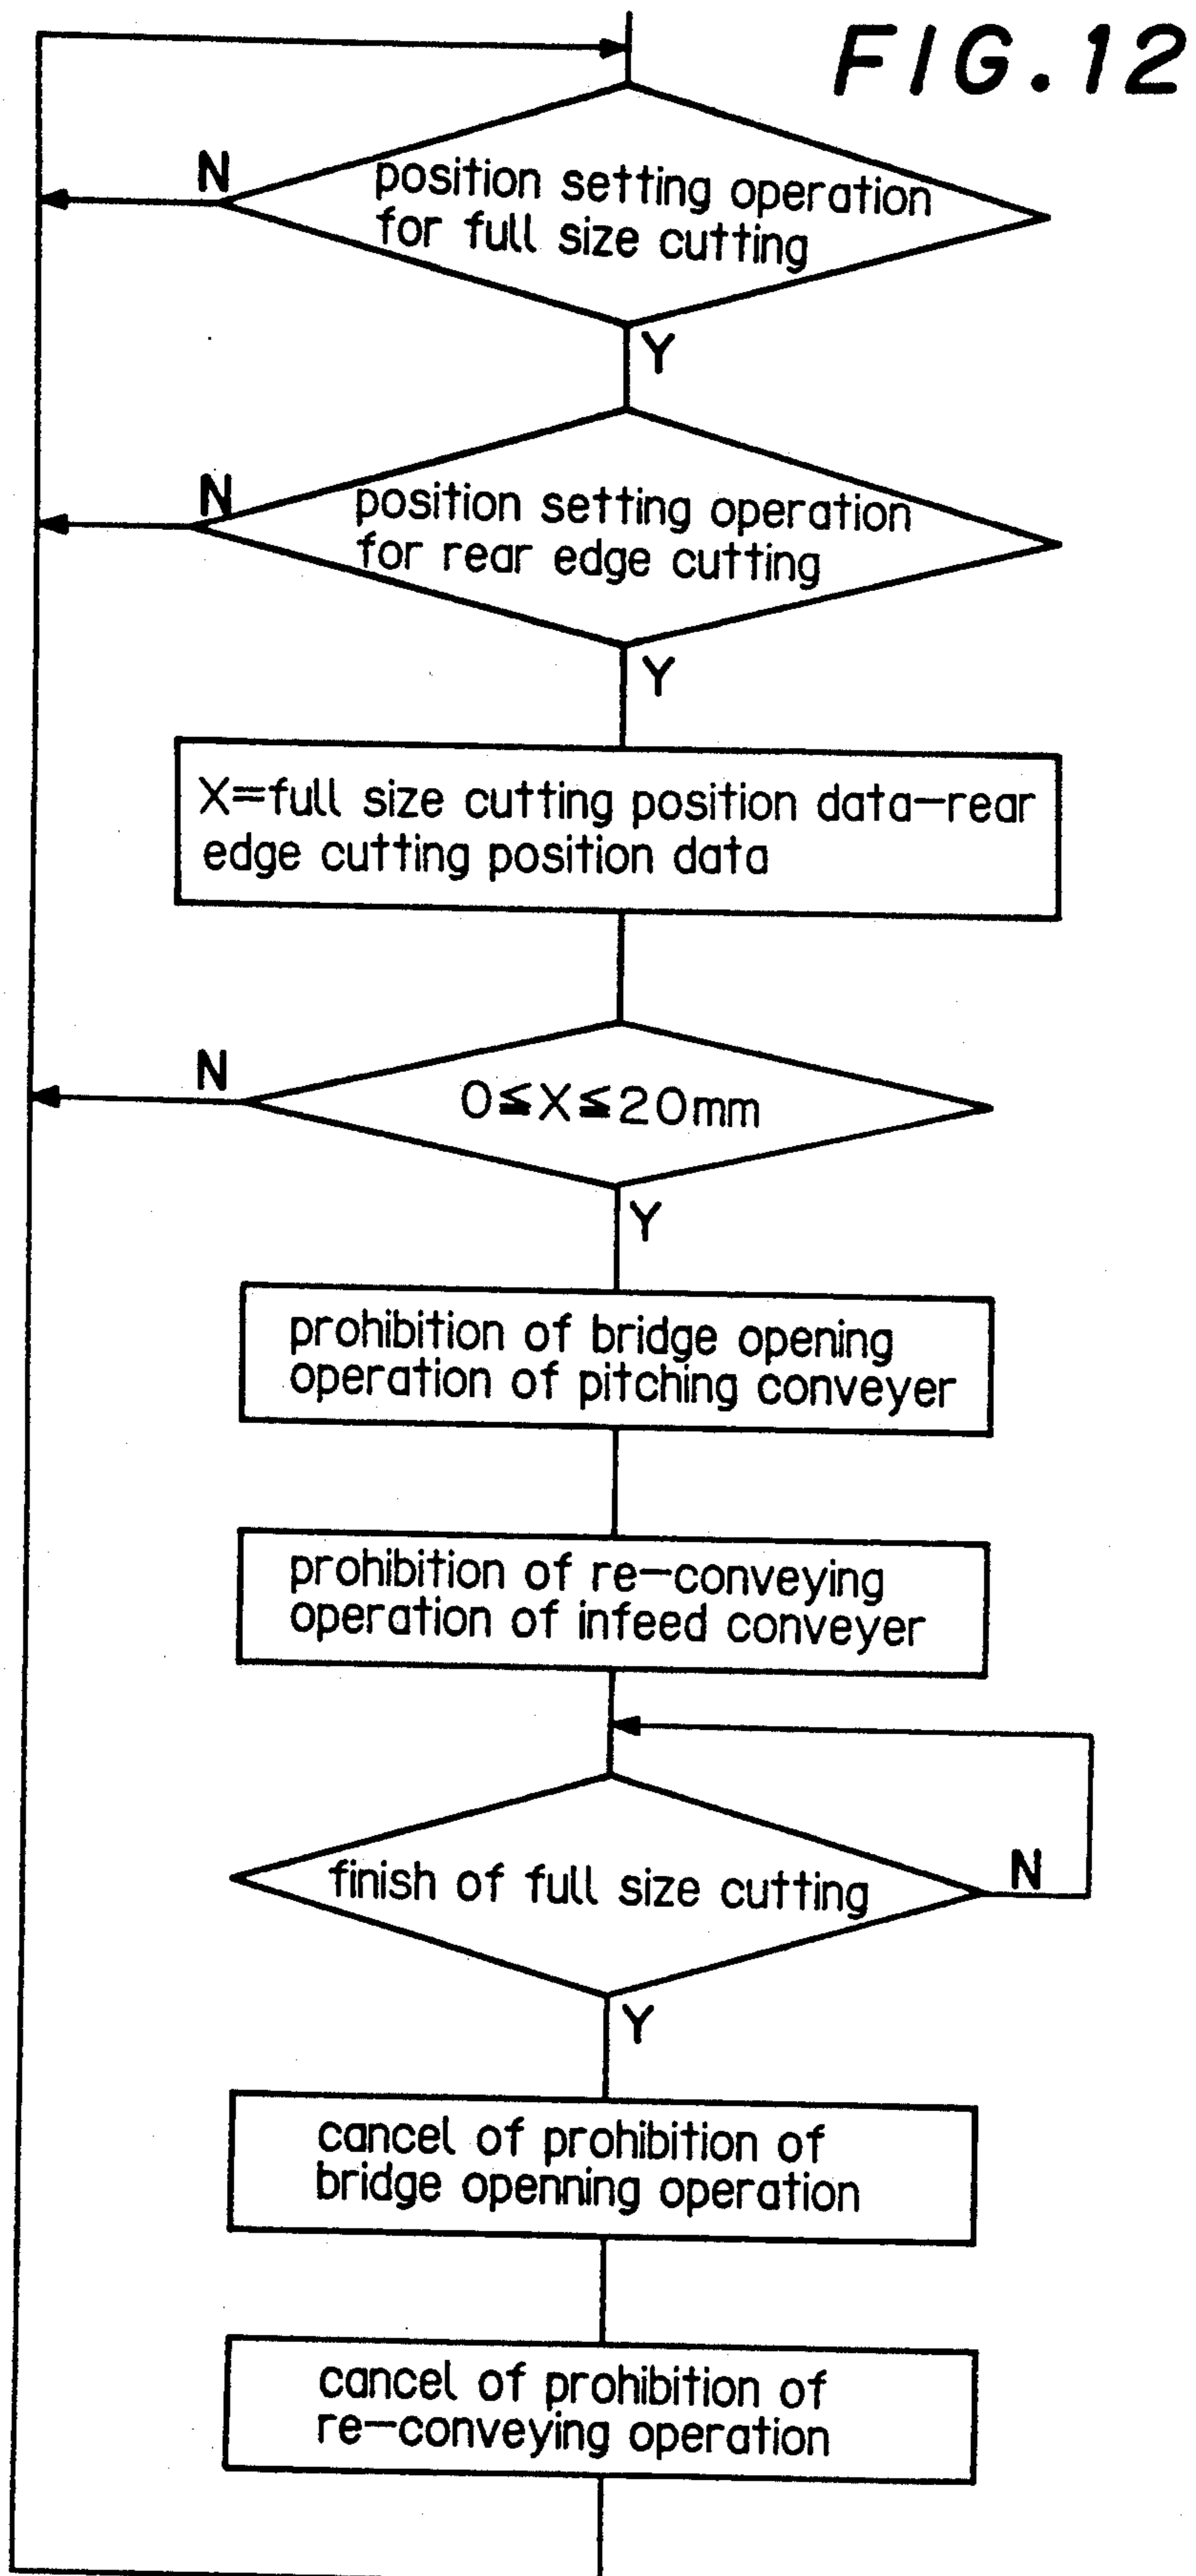 FIG.12
N
position setting operation
for full size cutting
Y
N
position setting operation
for rear edge cutting
Y
X=full size cutting position data-rear
edge cutting position data
N
0≦X≦20mm
Y
prohibition of bridge opening
operation of pitching conveyer
prohibition of re-conveying
operation of infeed conveyer
finish of full size cutting
N
Y
cancel of prohibition of
bridge openning operation
cancel of prohibition of
re-conveying operation